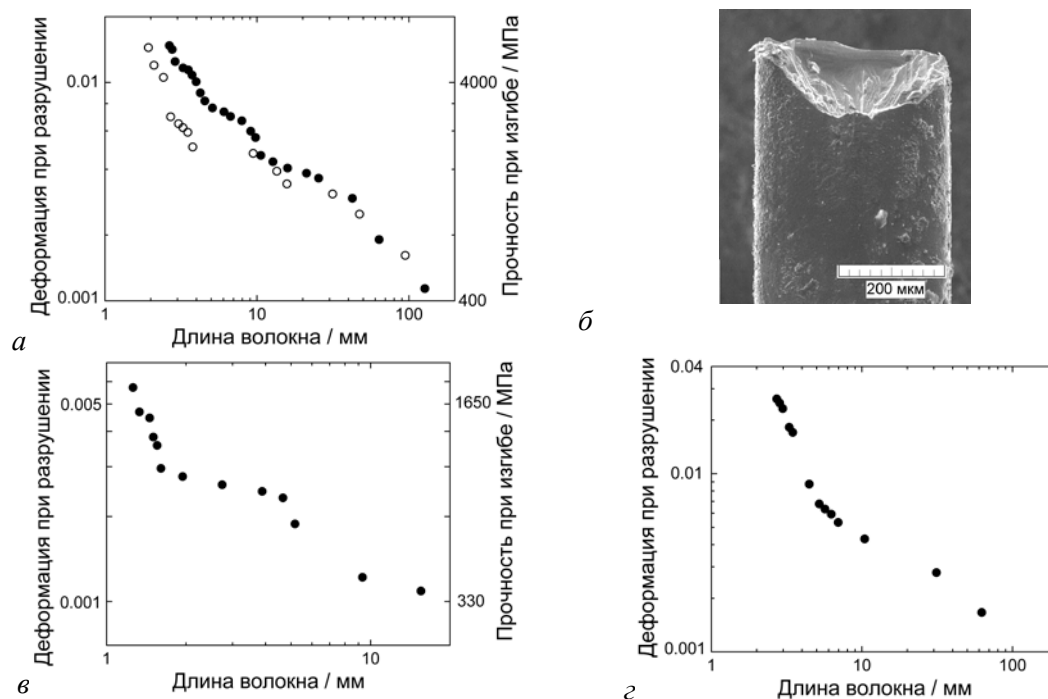 0.01
0.001
Деформация при разрушении
4000
400
Прочность при изгибе / МПа
1
10
100
Длина волокна / мм
а
200 мкм
б
0.005
0.001
Деформация при разрушении
1650
330
Прочность при изгибе / МПа
1
10
Длина волокна / мм
в
0.04
0.01
0.001
Деформация при разрушении
1
10
100
Длина волокна / мм
г